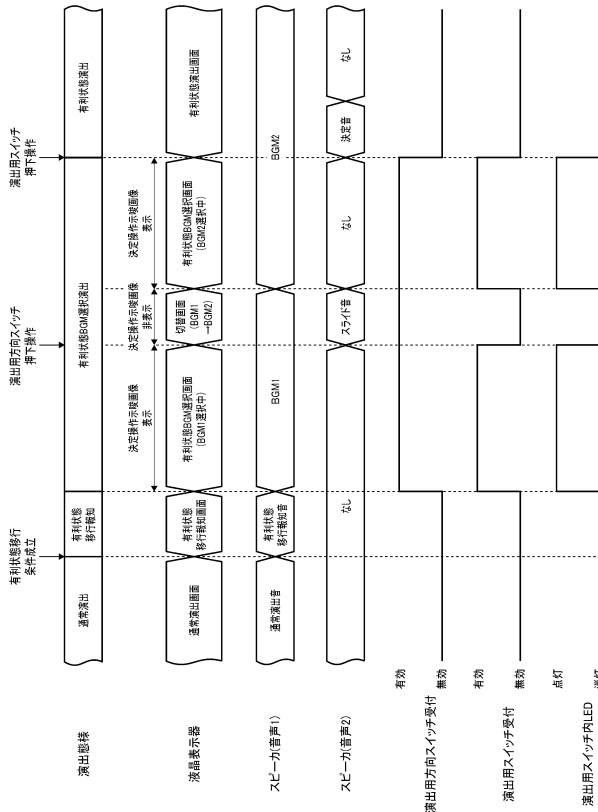 有利状態移行
条件成立
演出用方向スイッチ
押下操作
演出用スイッチ
押下操作
演出態様
通常演出
有利状態
移行報知
有利状態BGM選択演出
有利状態演出
決定操作示唆画像
表示
決定操作示唆画像
非表示
決定操作示唆画像
表示
液晶表示器
通常演出画面
有利状態
移行報知画面
有利状態BGM選択画面
(BGM1選択中)
切替画面
(BGM1
→BGM2)
有利状態BGM選択画面
(BGM2選択中)
有利状態演出画面
スピーカ(音声1)
通常演出音
有利状態
移行報知音
BGM1
BGM2
スピーカ(音声2)
なし
スライド音
なし
決定音
なし
有効
無効
演出用方向スイッチ受付
有効
無効
演出用スイッチ受付
点灯
消灯
演出用スイッチ内LED